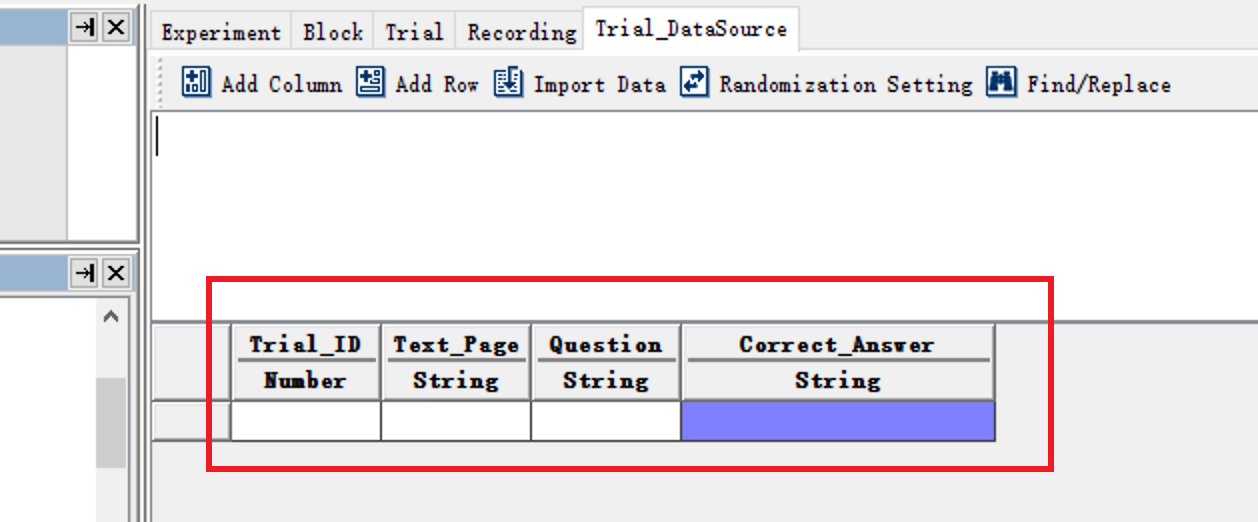 Experiment Block Trial Recording Trial_DataSource
Add Column Add Row Import Data Randomization Setting Find/Replace
Trial_ID Text_Page Question Correct_Answer
Number String String String